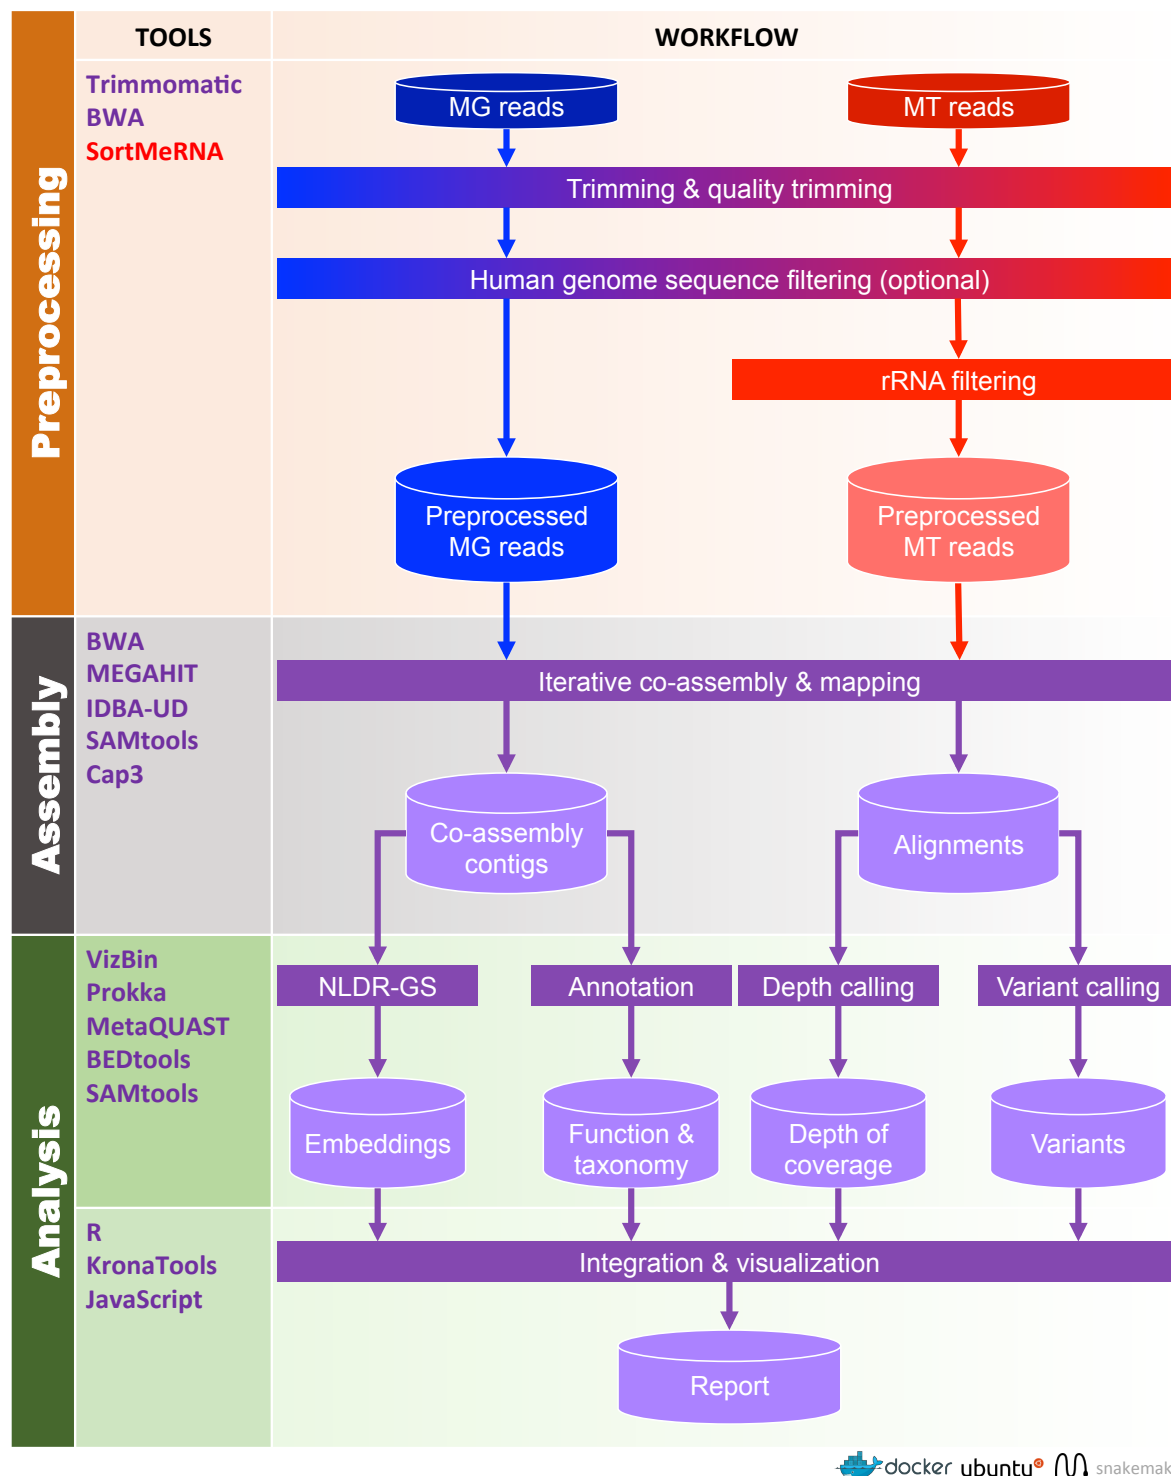 TOOLS
WORKFLOW
Preprocessing
Trimmomatic
BWA
SortMeRNA
MG reads
MT reads
Trimming & quality trimming
Human genome sequence filtering (optional)
rRNA filtering
Preprocessed
MG reads
Preprocessed
MT reads
Assembly
BWA
MEGAHIT
IDBA-UD
SAMtools
Cap3
Iterative co-assembly & mapping
Co-assembly
contigs
Alignments
Analysis
VizBin
Prokka
MetaQUAST
BEDtools
SAMtools
NLDR-GS
Annotation
Depth calling
Variant calling
Embeddings
Function &
taxonomy
Depth of
coverage
Variants
R
KronaTools
JavaScript
Integration & visualization
Report
docker ubuntu snakemak